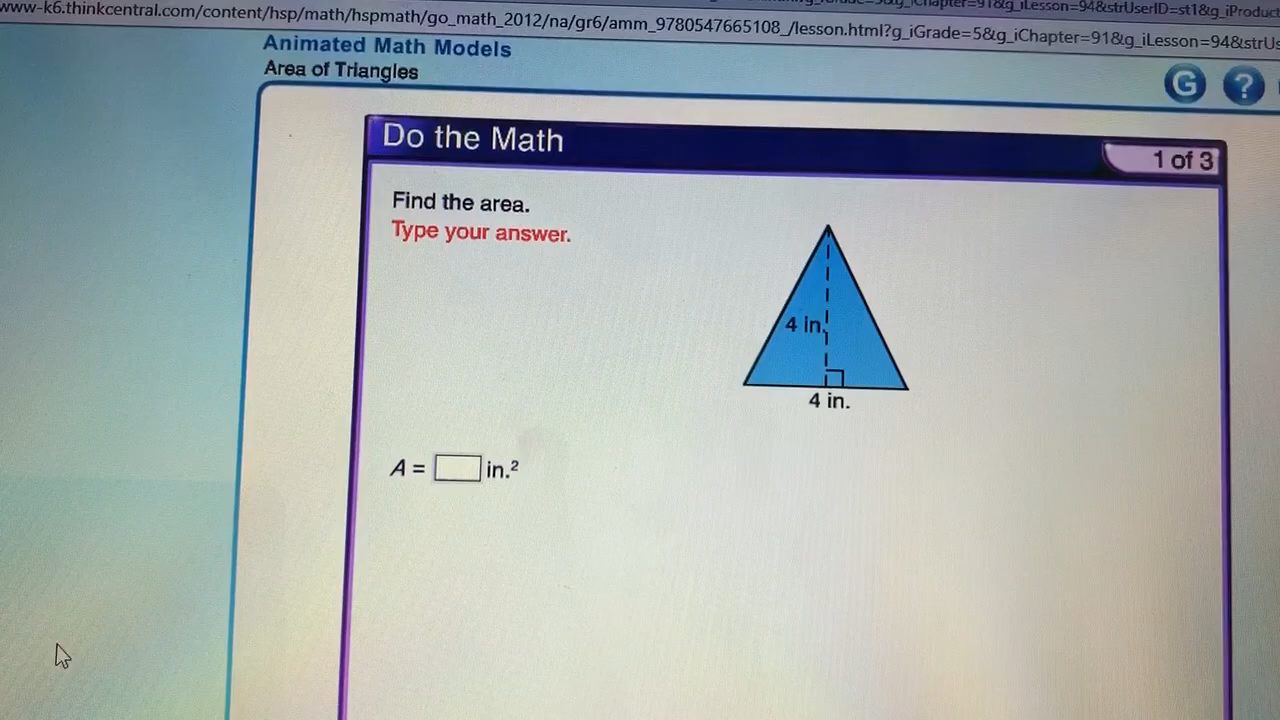 www-k6.thinkcentral.com/content/hsp/math/hspmath/go_math_2012/na/gr6/amm_9780547665108_/lesson.html?g_iGrade=5&g_iChapter=91&g_iLesson=94&strUs
Animated Math Models
Area of Triangles
G ?
Do the Math
1 of 3
Find the area.
Type your answer.
4 in.
4 in.
A = in.²